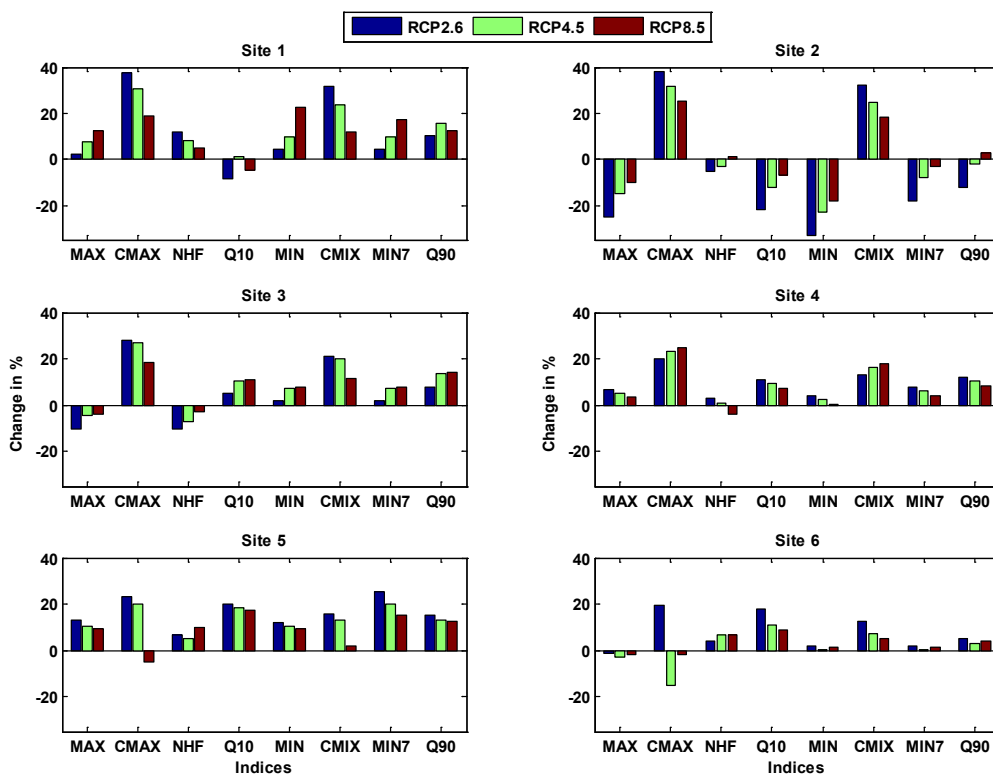 RCP2.6 RCP4.5 RCP8.5
Site 1
40
20
0
-20
MAX CMAX NHF Q10 MIN CMIX MIN7 Q90
Site 2
40
20
0
-20
MAX CMAX NHF Q10 MIN CMIX MIN7 Q90
Site 3
Change in %
40
20
0
-20
MAX CMAX NHF Q10 MIN CMIX MIN7 Q90
Site 4
Change in %
40
20
0
-20
MAX CMAX NHF Q10 MIN CMIX MIN7 Q90
Site 5
40
20
0
-20
MAX CMAX NHF Q10 MIN CMIX MIN7 Q90
Indices
Site 6
40
20
0
-20
MAX CMAX NHF Q10 MIN CMIX MIN7 Q90
Indices